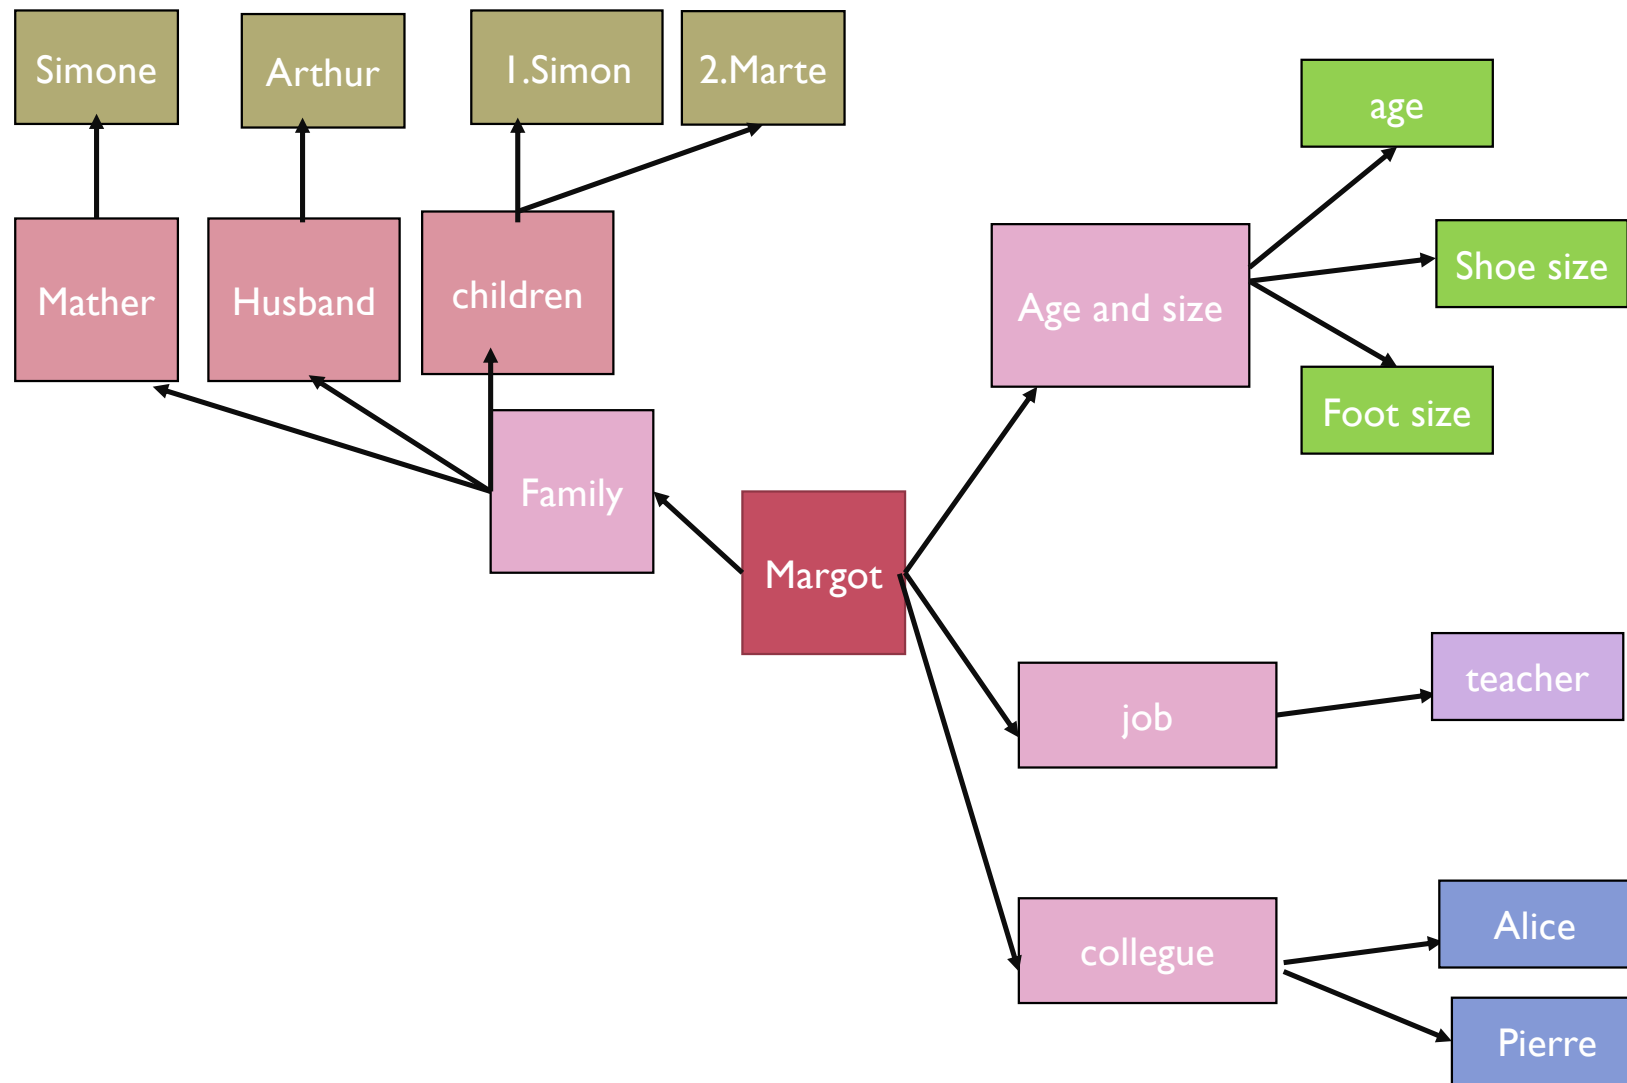 Simone
Arthur
1.Simon
2.Marte
age
Shoe size
Foot size
Mather
Husband
children
Age and size
Family
Margot
job
teacher
collegue
Alice
Pierre